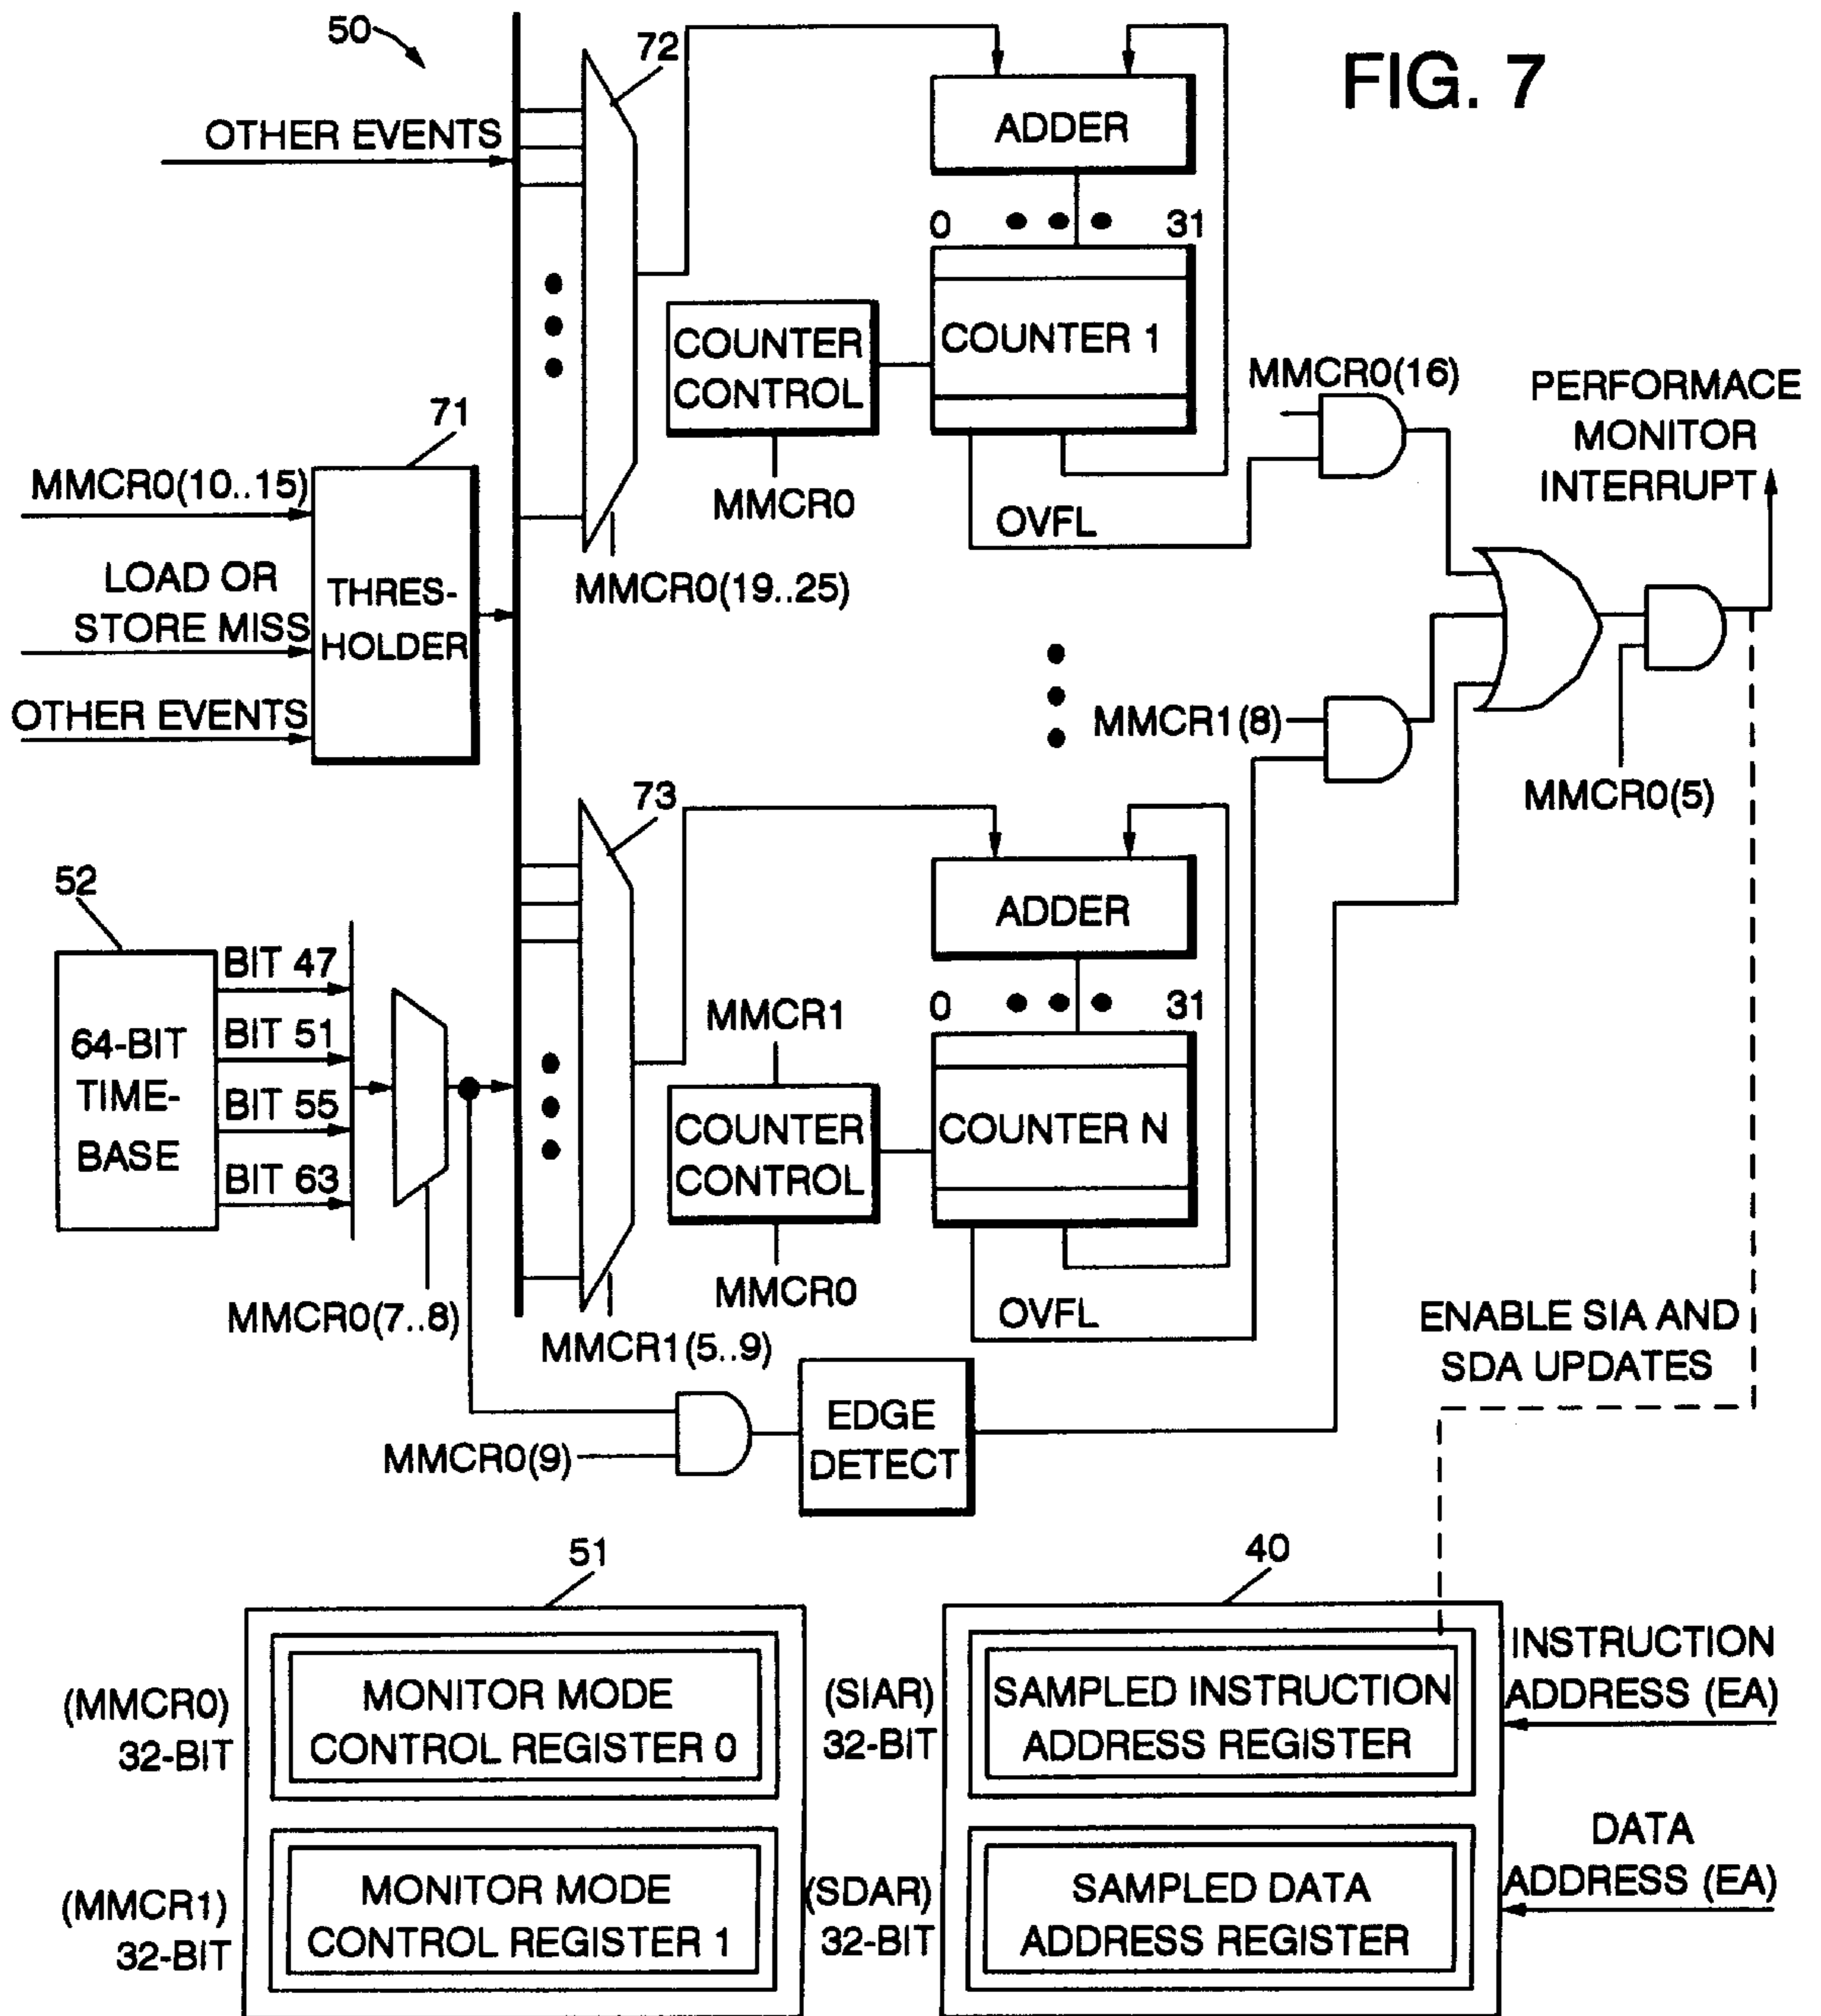 FIG. 7
50
72
OTHER EVENTS
ADDER
0
31
COUNTER 1
COUNTER
CONTROL
MMCR0
OVFL
MMCR0(16)
PERFORMACE
MONITOR
INTERRUPT
71
MMCR0(10..15)
LOAD OR
STORE MISS
OTHER EVENTS
THRES-
HOLDER
MMCR0(19..25)
MMCR1(8)
MMCR0(5)
73
52
64-BIT
TIME-
BASE
BIT 47
BIT 51
BIT 55
BIT 63
MMCR0(7..8)
ADDER
0
31
MMCR1
COUNTER
CONTROL
COUNTER N
MMCR0
OVFL
MMCR1(5..9)
ENABLE SIA AND
SDA UPDATES
MMCR0(9)
EDGE
DETECT
51
40
(MMCR0)
32-BIT
MONITOR MODE
CONTROL REGISTER 0
(SIAR)
32-BIT
SAMPLED INSTRUCTION
ADDRESS REGISTER
INSTRUCTION
ADDRESS (EA)
(MMCR1)
32-BIT
MONITOR MODE
CONTROL REGISTER 1
(SDAR)
32-BIT
SAMPLED DATA
ADDRESS REGISTER
DATA
ADDRESS (EA)